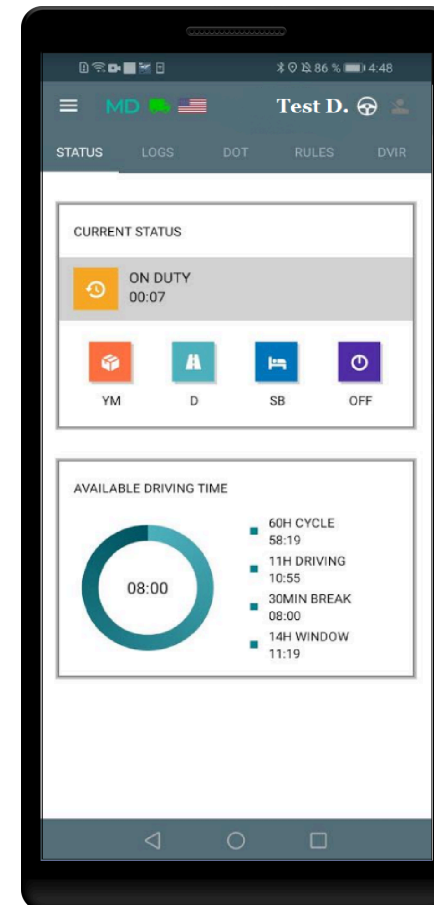 86 % 4:48
MD Test D.
STATUS LOGS DOT RULES DVIR
CURRENT STATUS
ON DUTY
00:07
YM D SB OFF
AVAILABLE DRIVING TIME
08:00
60H CYCLE
58:19
11H DRIVING
10:55
30MIN BREAK
08:00
14H WINDOW
11:19